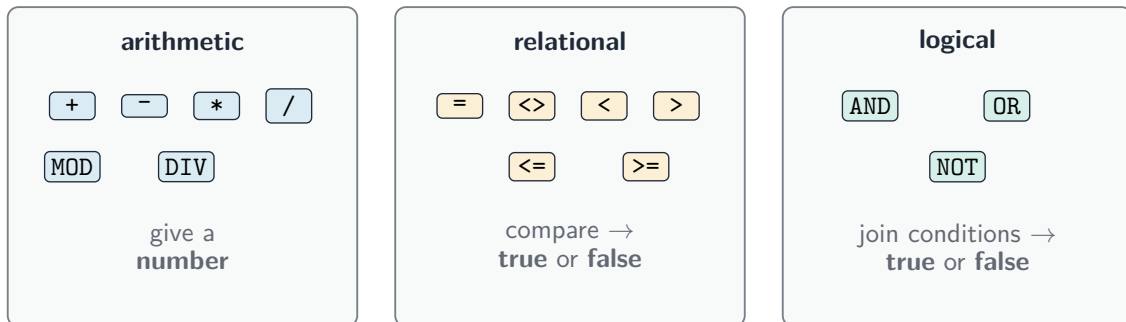 arithmetic
+ - * /
MOD DIV
give a
number
relational
= <> < >
<= >=
compare →
true or false
logical
AND OR
NOT
join conditions →
true or false